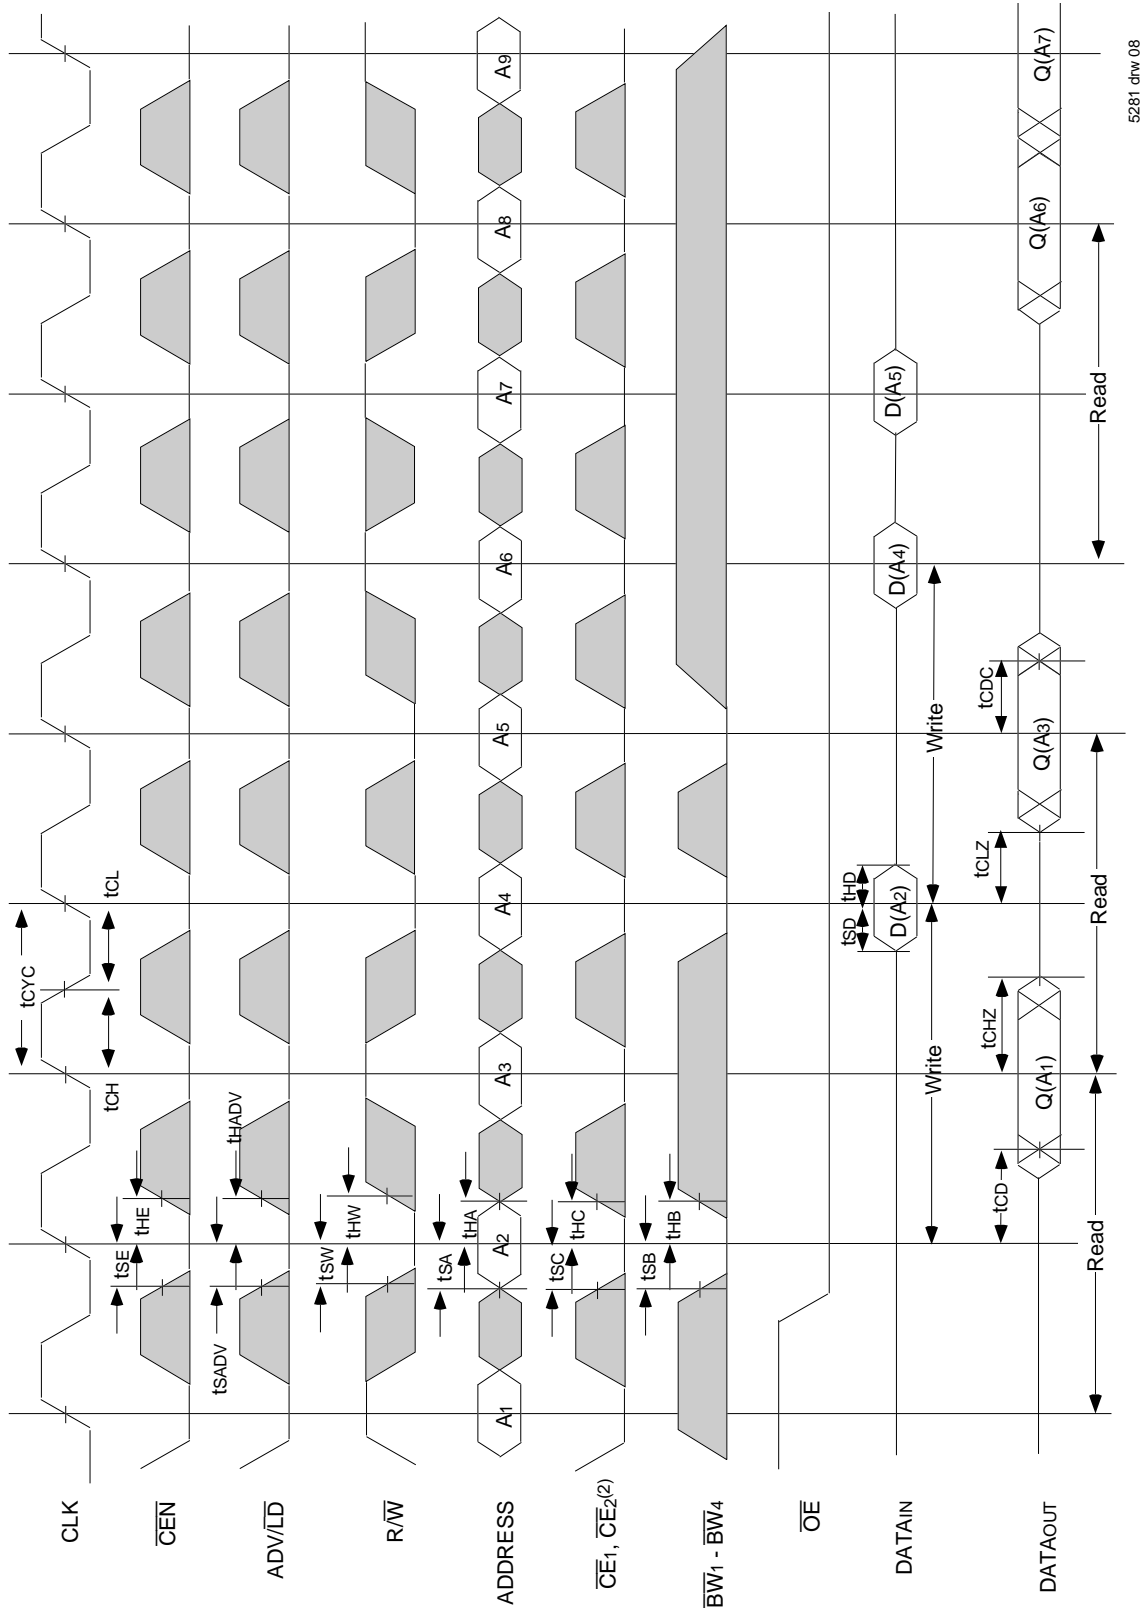 tCYC
CLK
tCH
tCL
tSE
tHE
CEN
tSADV
tHADV
ADV/LD
tSW
tHW
R/W
tSA
tHA
ADDRESS
A1
A2
A3
A4
A5
A6
A7
A8
A9
tSC
tHC
CE1, CE2(2)
tSB
tHB
BW1 - BW4
OE
tSD
tHD
DATAIN
D(A2)
D(A4)
D(A5)
Write
Write
tCD
tCHZ
tCLZ
tCDC
DATAOUT
Q(A1)
Q(A3)
Q(A6)
Q(A7)
Read
Read
Read
5281 drw 08